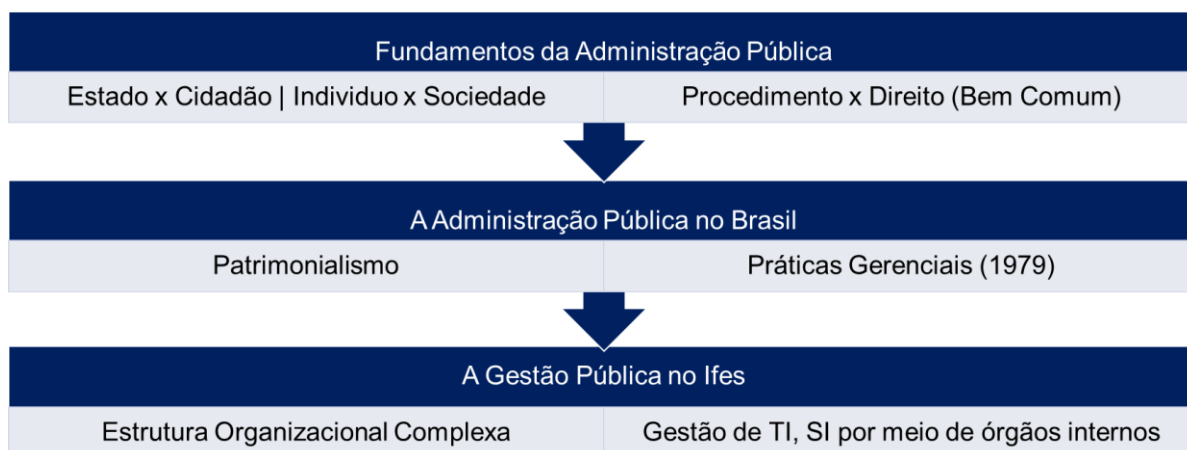 Fundamentos da Administração Pública
Estado x Cidadão | Individuo x Sociedade
Procedimento x Direito (Bem Comum)
A Administração Pública no Brasil
Patrimonialismo
Práticas Gerenciais (1979)
A Gestão Pública no Ifes
Estrutura Organizacional Complexa
Gestão de TI, SI por meio de órgãos internos